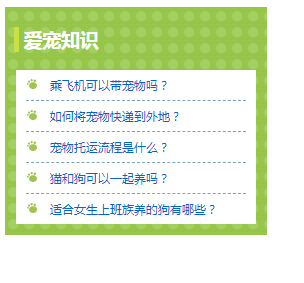 爱宠知识
乘飞机可以带宠物吗？
如何将宠物快递到外地？
宠物托运流程是什么？
猫和狗可以一起养吗？
适合女生上班族养的狗有哪些？